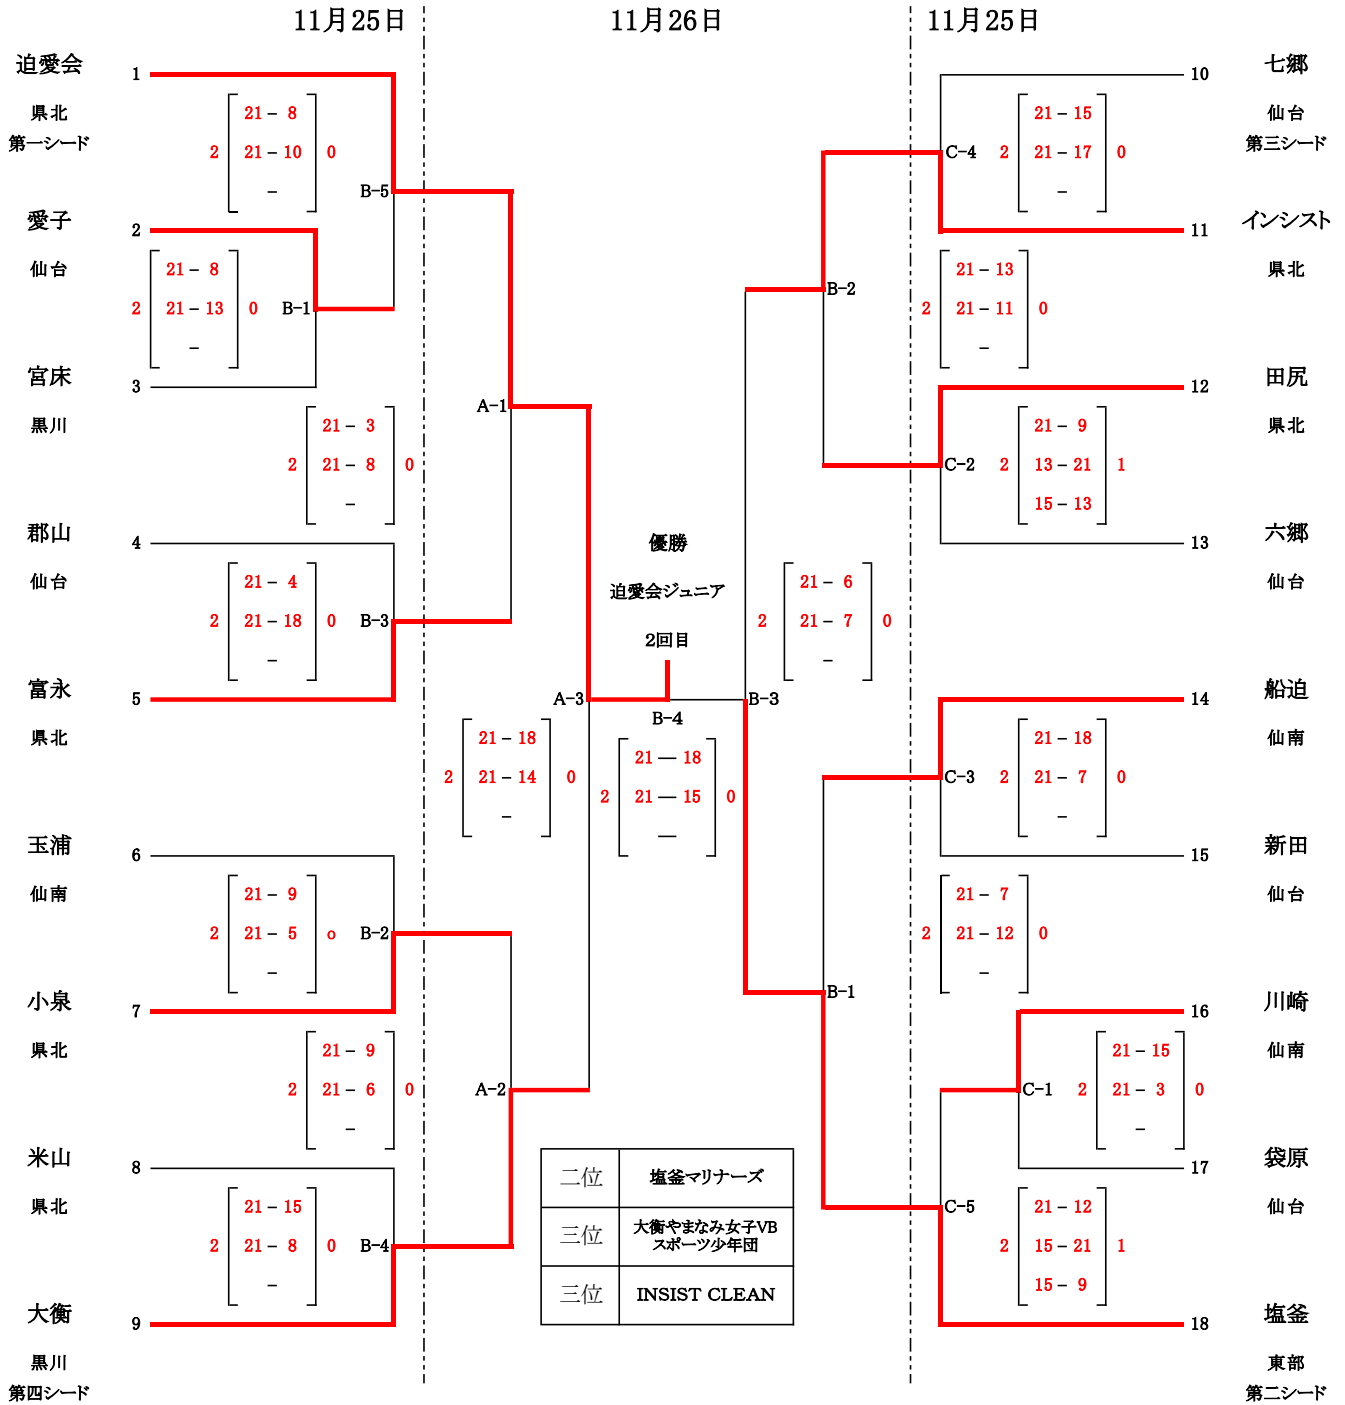 11月25日
11月26日
11月25日
迫愛会
1
県北
第一シード
21 - 8
2 21 - 10 0
-
B-5
愛子
2
仙台
21 - 8
2 21 - 13 0
-
B-1
宮床
3
黒川
21 - 3
2 21 - 8 0
-
A-1
郡山
4
仙台
21 - 4
2 21 - 18 0
-
B-3
富永
5
県北
21 - 18
2 21 - 14 0
-
A-3
玉浦
6
仙南
21 - 9
2 21 - 5 o
-
B-2
小泉
7
県北
21 - 9
2 21 - 6 0
-
A-2
米山
8
県北
21 - 15
2 21 - 8 0
-
B-4
大衡
9
黒川
第四シード
優勝
迫愛会ジュニア
2回目
B-4
21 — 18
2 21 — 15 0
—
二位 塩釜マリナーズ
三位 大衡やまなみ女子VB
スポーツ少年団
三位 INSIST CLEAN
10
七郷
仙台
第三シード
C-4
21 - 15
2 21 - 17 0
-
11
インシスト
県北
B-2
21 - 13
2 21 - 11 0
-
12
田尻
県北
C-2
21 - 9
2 13 - 21 1
15 - 13
13
六郷
仙台
21 - 6
2 21 - 7 0
-
B-3
14
船迫
仙南
C-3
21 - 18
2 21 - 7 0
-
15
新田
仙台
21 - 7
2 21 - 12 0
-
B-1
16
川崎
仙南
C-1
21 - 15
2 21 - 3 0
-
17
袋原
仙台
C-5
21 - 12
2 15 - 21 1
15 - 9
18
塩釜
東部
第二シード